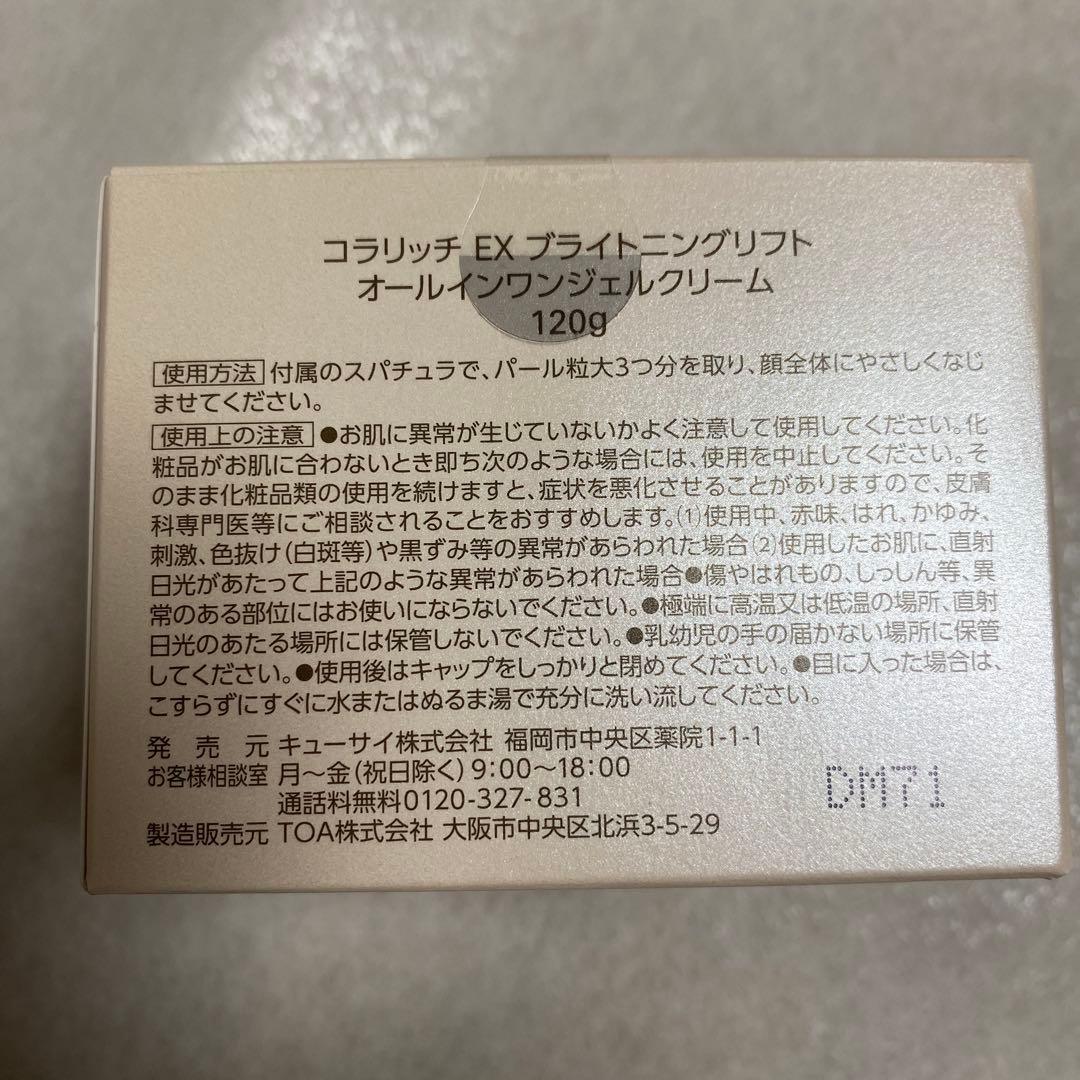 コラリッチ EX ブライトニングリフト
オールインワンジェルクリーム
120g
使用方法 付属のスパチュラで、パール粒大3つ分を取り、顔全体にやさしくなじ
ませてください。
使用上の注意 ●お肌に異常が生じていないかよく注意して使用してください。化
粧品がお肌に合わないとき即ち次のような場合には、使用を中止してください。そ
のまま化粧品類の使用を続けますと、症状を悪化させることがありますので、皮膚
科専門医等にご相談されることをおすすめします。(1)使用中、赤味、はれ、かゆみ、
刺激、色抜け(白斑等)や黒ずみ等の異常があらわれた場合(2)使用したお肌に、直射
日光があたって上記のような異常があらわれた場合●傷やはれもの、しっしん等、異
常のある部位にはお使いにならないでください。●極端に高温又は低温の場所、直射
日光のあたる場所には保管しないでください。●乳幼児の手の届かない場所に保管
してください。●使用後はキャップをしっかりと閉めてください。●目に入った場合は、
こすらずにすぐに水またはぬるま湯で充分に洗い流してください。
発売元 キューサイ株式会社 福岡市中央区薬院1-1-1
お客様相談室 月~金(祝日除く)9:00~18:00
通話料無料0120-327-831
製造販売元 TOA株式会社 大阪市中央区北浜3-5-29
DM71